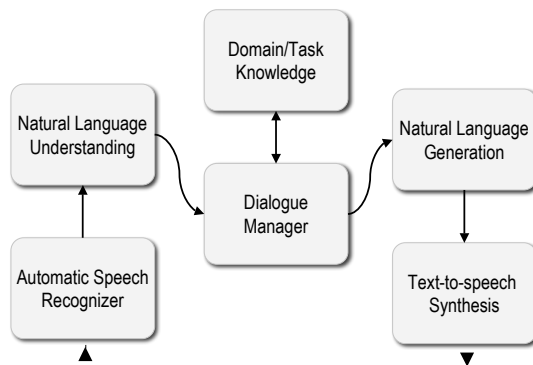 Domain/Task
Knowledge
Natural Language
Understanding
Natural Language
Generation
Dialogue
Manager
Automatic Speech
Recognizer
Text-to-speech
Synthesis